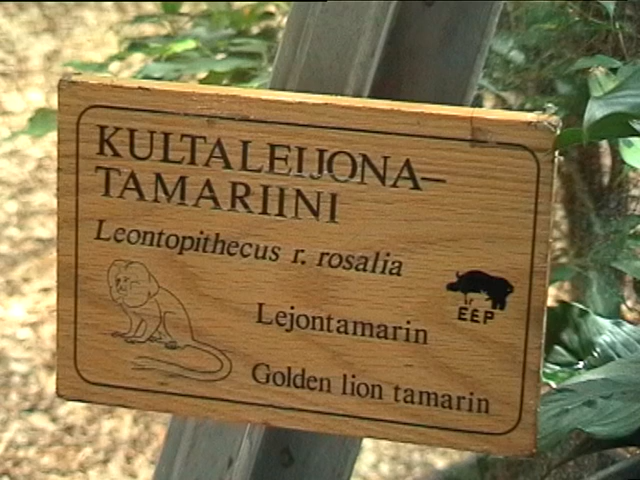 KULTALEIJONA-
TAMARIINI
Leontopithecus r. rosalia
EEP
Lejontamarin
Golden lion tamarin